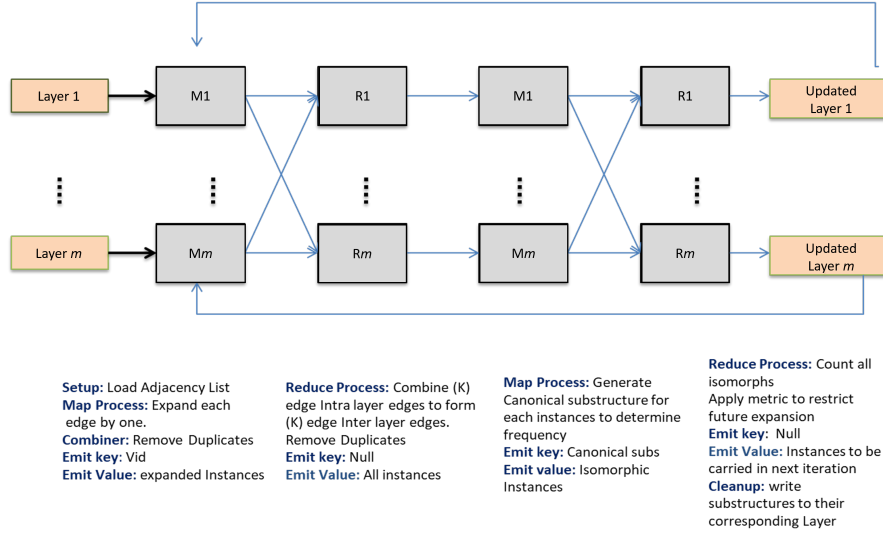 Layer 1
M1
R1
M1
R1
Updated
Layer 1
Layer m
Mm
Rm
Mm
Rm
Updated
Layer m
Setup: Load Adjacency List
Map Process: Expand each
edge by one.
Combiner: Remove Duplicates
Emit key: Vid
Emit Value: expanded Instances
Reduce Process: Combine (K)
edge Intra layer edges to form
(K) edge Inter layer edges.
Remove Duplicates
Emit key: Null
Emit Value: All instances
Map Process: Generate
Canonical substructure for
each instances to determine
frequency
Emit key: Canonical subs
Emit value: Isomorphic
Instances
Reduce Process: Count all
isomorphs
Apply metric to restrict
future expansion
Emit key: Null
Emit Value: Instances to be
carried in next iteration
Cleanup: write
substructures to their
corresponding Layer